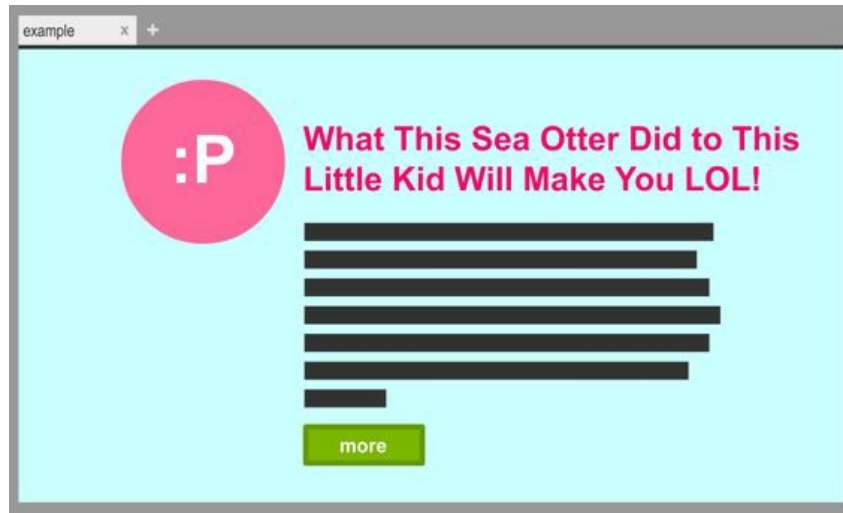 example x +
:P
What This Sea Otter Did to This
Little Kid Will Make You LOL!
more